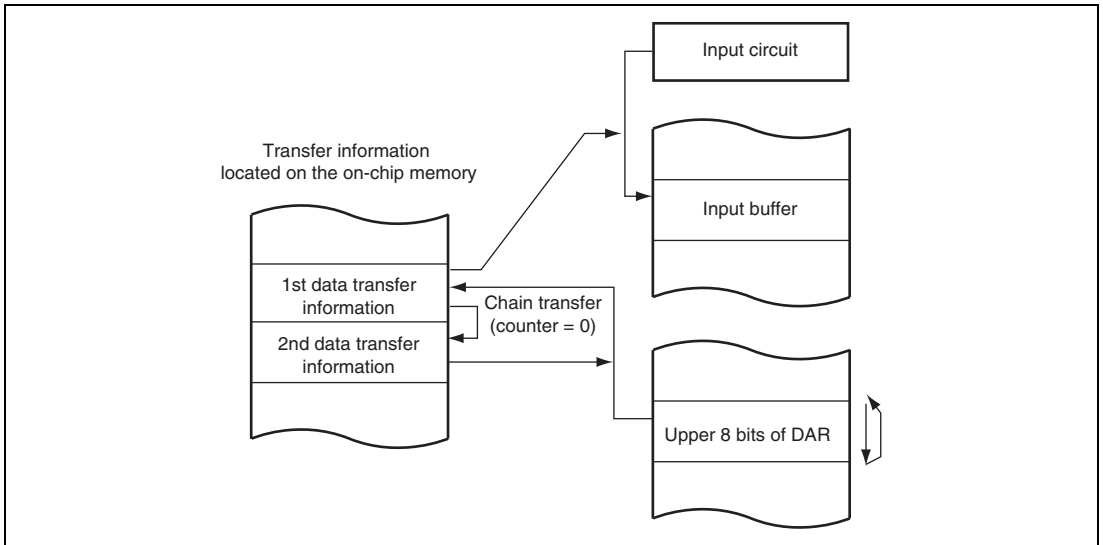 Input circuit
Transfer information
located on the on-chip memory
Input buffer
1st data transfer
information
Chain transfer
(counter = 0)
2nd data transfer
information
Upper 8 bits of DAR